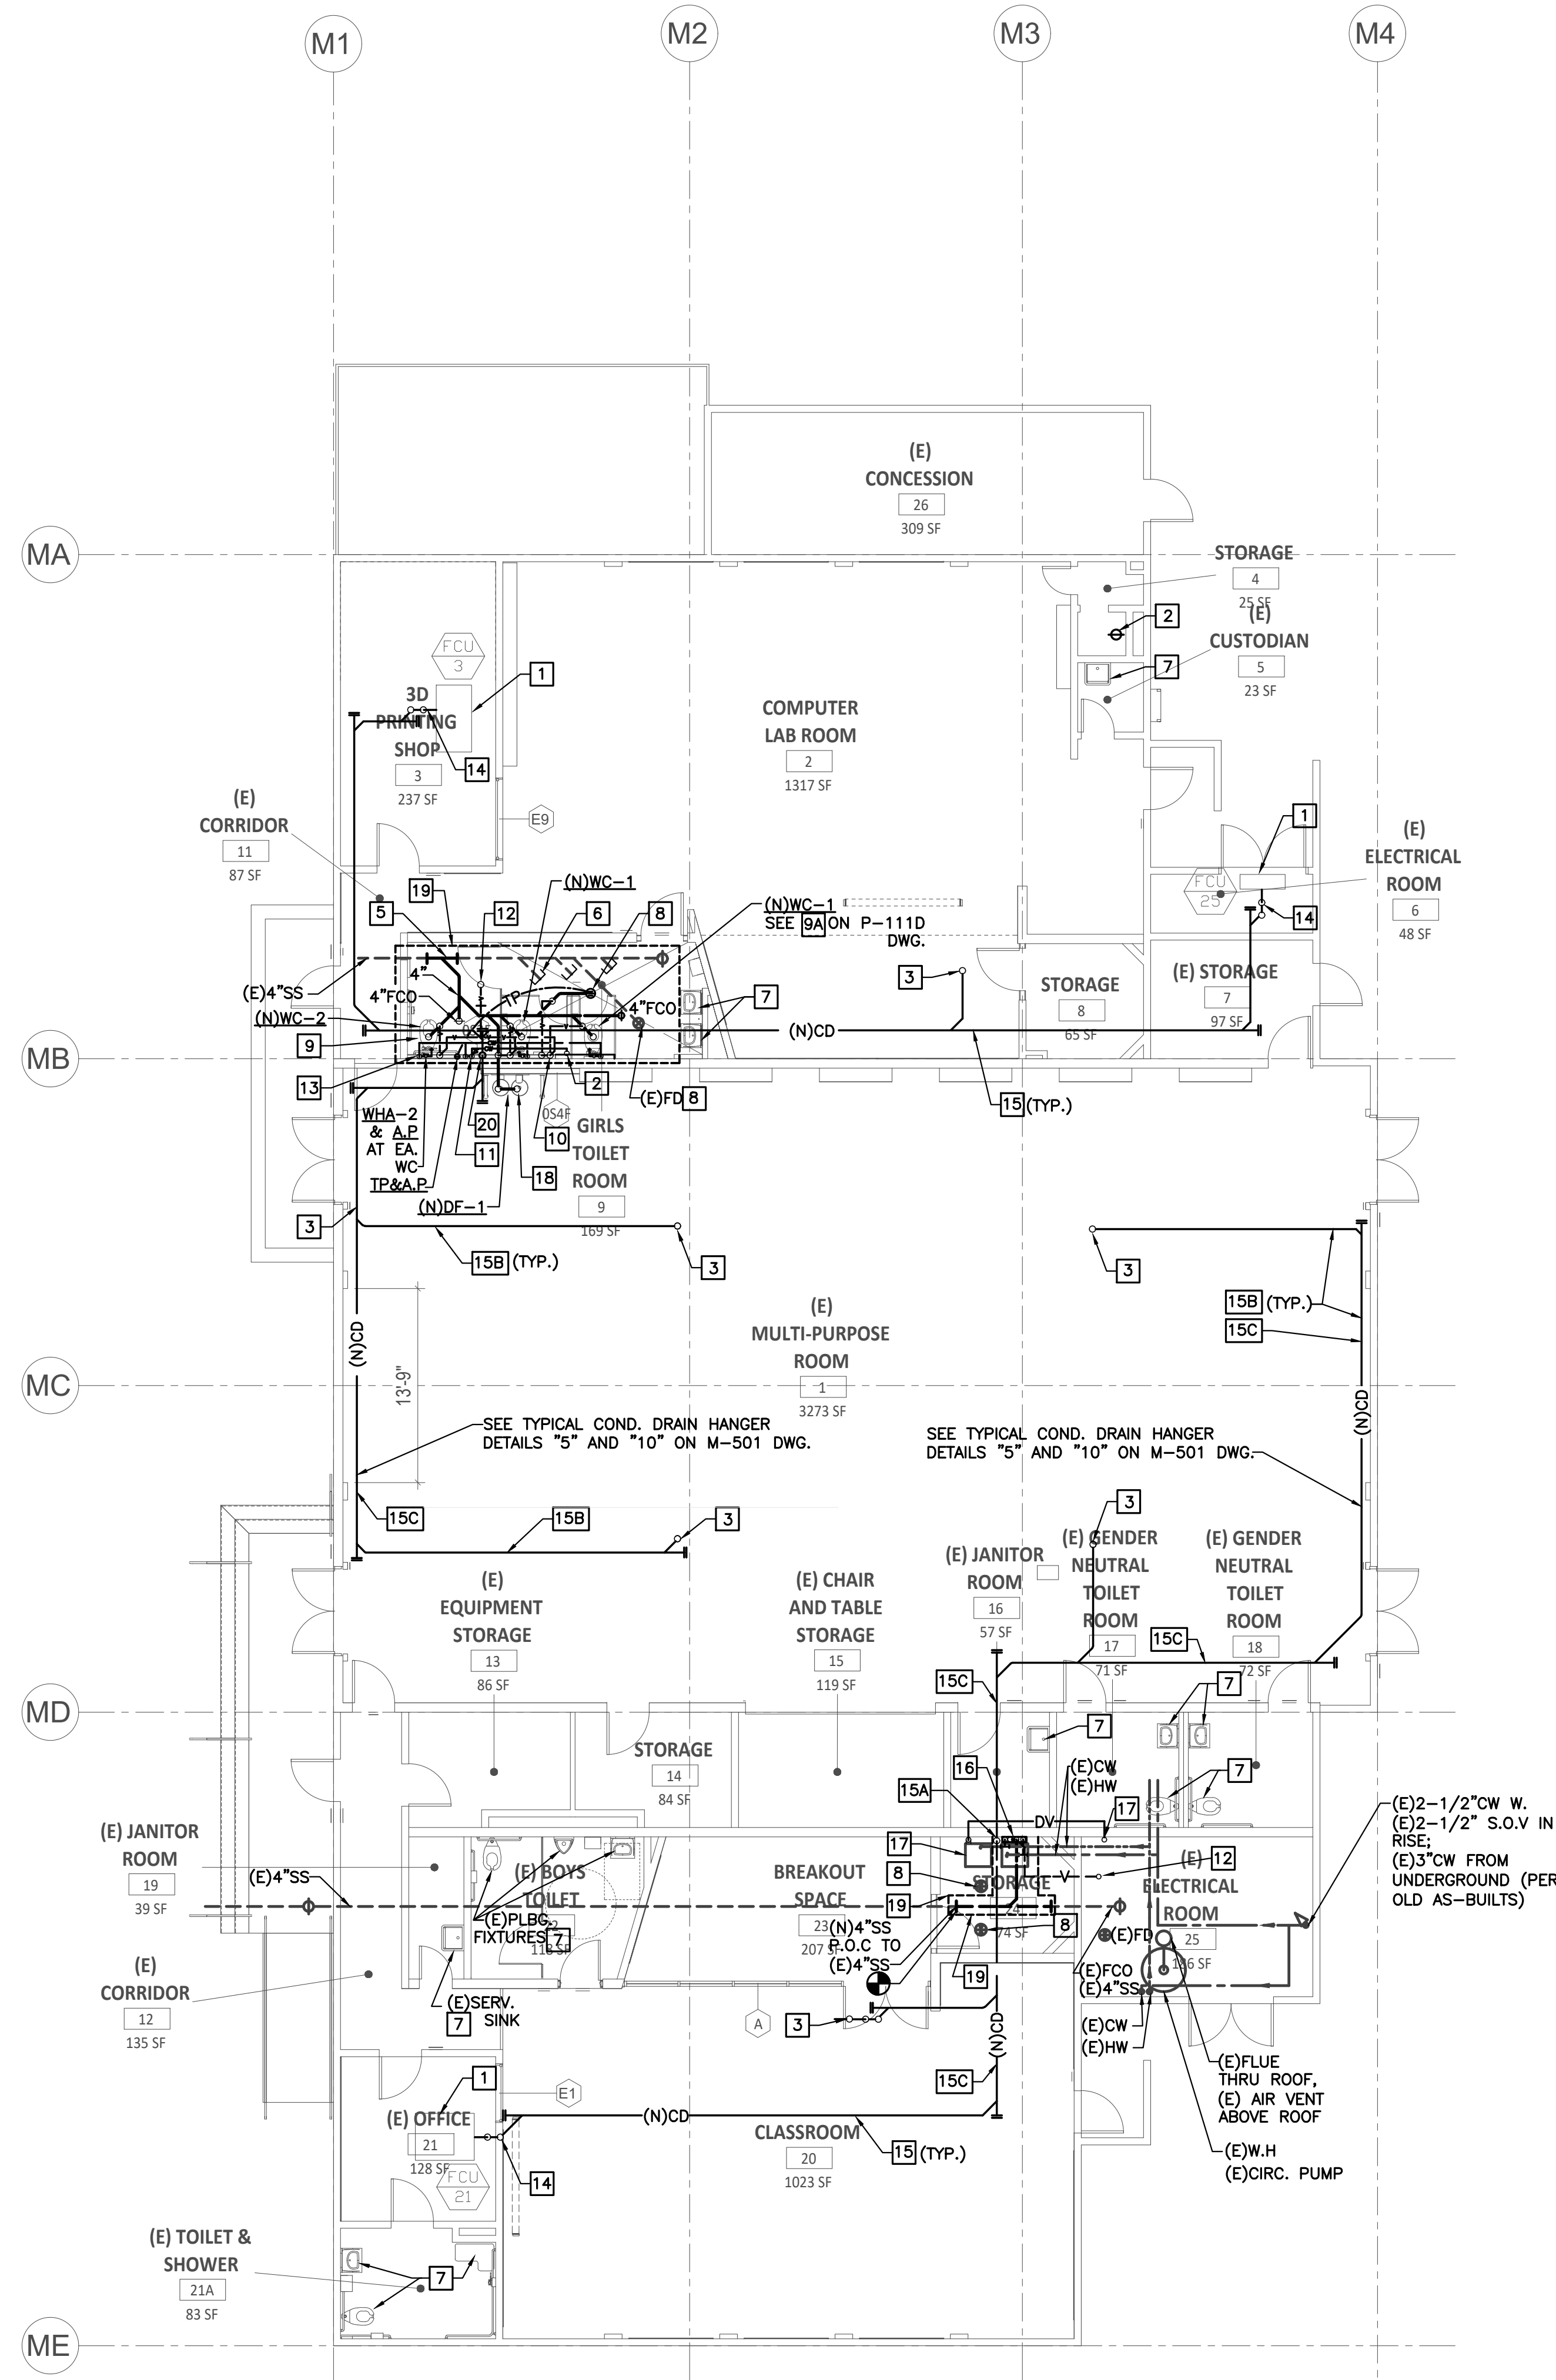 M1
M2
M3
M4
MA
MB
MC
MD
ME
(E)
CONCESSION
26
309 SF
STORAGE
4
25 SF
(E)
CUSTODIAN
5
23 SF
2
7
FCU
3
1
3D
PRINTING
SHOP
3
237 SF
14
COMPUTER
LAB ROOM
2
1317 SF
E9
(E)
CORRIDOR
11
87 SF
1
FCU
25
14
(E)
ELECTRICAL
ROOM
6
48 SF
19
5
12
(N)WC-1
6
8
(N)WC-1
SEE 9A ON P-111D
DWG.
3
STORAGE
8
65 SF
(E) STORAGE
7
97 SF
(E)4"SS
4"
4"FCO
TP
4"FCO
7
(N)WC-2
9
(N)CD
13
2
(E)FD 8
15 (TYP.)
WHA-2
& A.P
AT EA.
WC
TP&A.P
20
11
10
18
0S4F
(N)DF-1
GIRLS
TOILET
ROOM
9
169 SF
3
15B (TYP.)
3
3
15B (TYP.)
15C
(N)CD
13'-9"
(E)
MULTI-PURPOSE
ROOM
1
3273 SF
(N)CD
SEE TYPICAL COND. DRAIN HANGER
DETAILS "5" AND "10" ON M-501 DWG.
SEE TYPICAL COND. DRAIN HANGER
DETAILS "5" AND "10" ON M-501 DWG.
15C
15B
3
3
(E)
EQUIPMENT
STORAGE
13
86 SF
(E) CHAIR
AND TABLE
STORAGE
15
119 SF
(E) JANITOR
ROOM
16
57 SF
(E) GENDER
NEUTRAL
TOILET
ROOM
17
71 SF
(E) GENDER
NEUTRAL
TOILET
ROOM
18
72 SF
15C
15C
7
7
7
STORAGE
14
84 SF
16
(E)CW
(E)HW
15A
17
DV
17
(E)2-1/2"CW W.
(E)2-1/2" S.O.V IN
RISE;
(E)3"CW FROM
UNDERGROUND (PER
OLD AS-BUILTS)
(E) JANITOR
ROOM
19
39 SF
(E)4"SS
(E) BOYS
TOILET
(E)PLBG.
FIXTURES 7
BREAKOUT
SPACE
23
207 SF
8
19
STORAGE
74 SF
V
12
(E)
ELECTRICAL
ROOM
25
(N)4"SS
P.O.C TO
(E)4"SS
8
19
(E)FD
(E)FCO
(E)4"SS
(E)
CORRIDOR
12
135 SF
(E)SERV.
7 SINK
A
3
(N)CD
(E)CW
(E)HW
(E)FLUE
THRU ROOF,
(E) AIR VENT
ABOVE ROOF
(E)W.H
(E)CIRC. PUMP
15C
1
E1
(E) OFFICE
21
128 SF
FCU
21
14
(N)CD
CLASSROOM
20
1023 SF
15 (TYP.)
(E) TOILET &
SHOWER
21A
83 SF
7